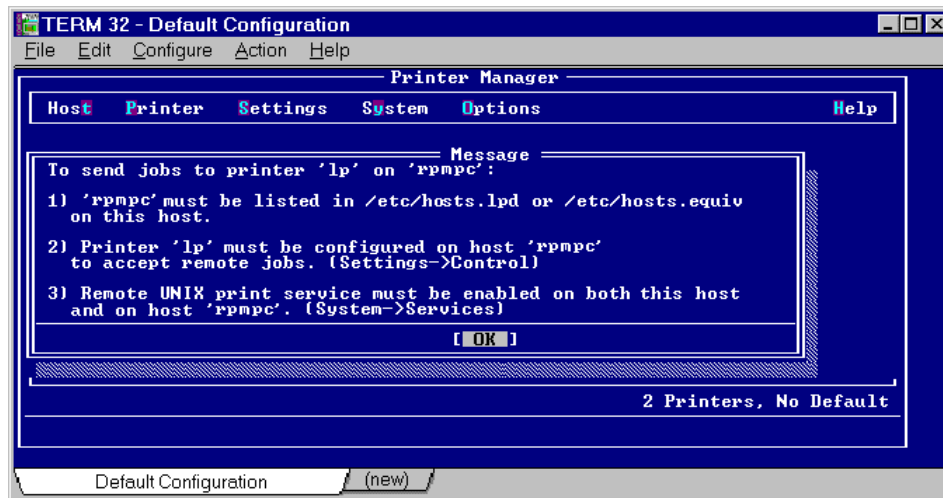 TERM 32 - Default Configuration
File Edit Configure Action Help
Printer Manager
Host Printer Settings System Options Help
Message
To send jobs to printer 'lp' on 'rpmpc':
1) 'rpmpc' must be listed in /etc/hosts.lpd or /etc/hosts.equiv
on this host.
2) Printer 'lp' must be configured on host 'rpmpc'
to accept remote jobs. (Settings->Control)
3) Remote UNIX print service must be enabled on both this host
and on host 'rpmpc'. (System->Services)
[ OK ]
2 Printers, No Default
Default Configuration (new)